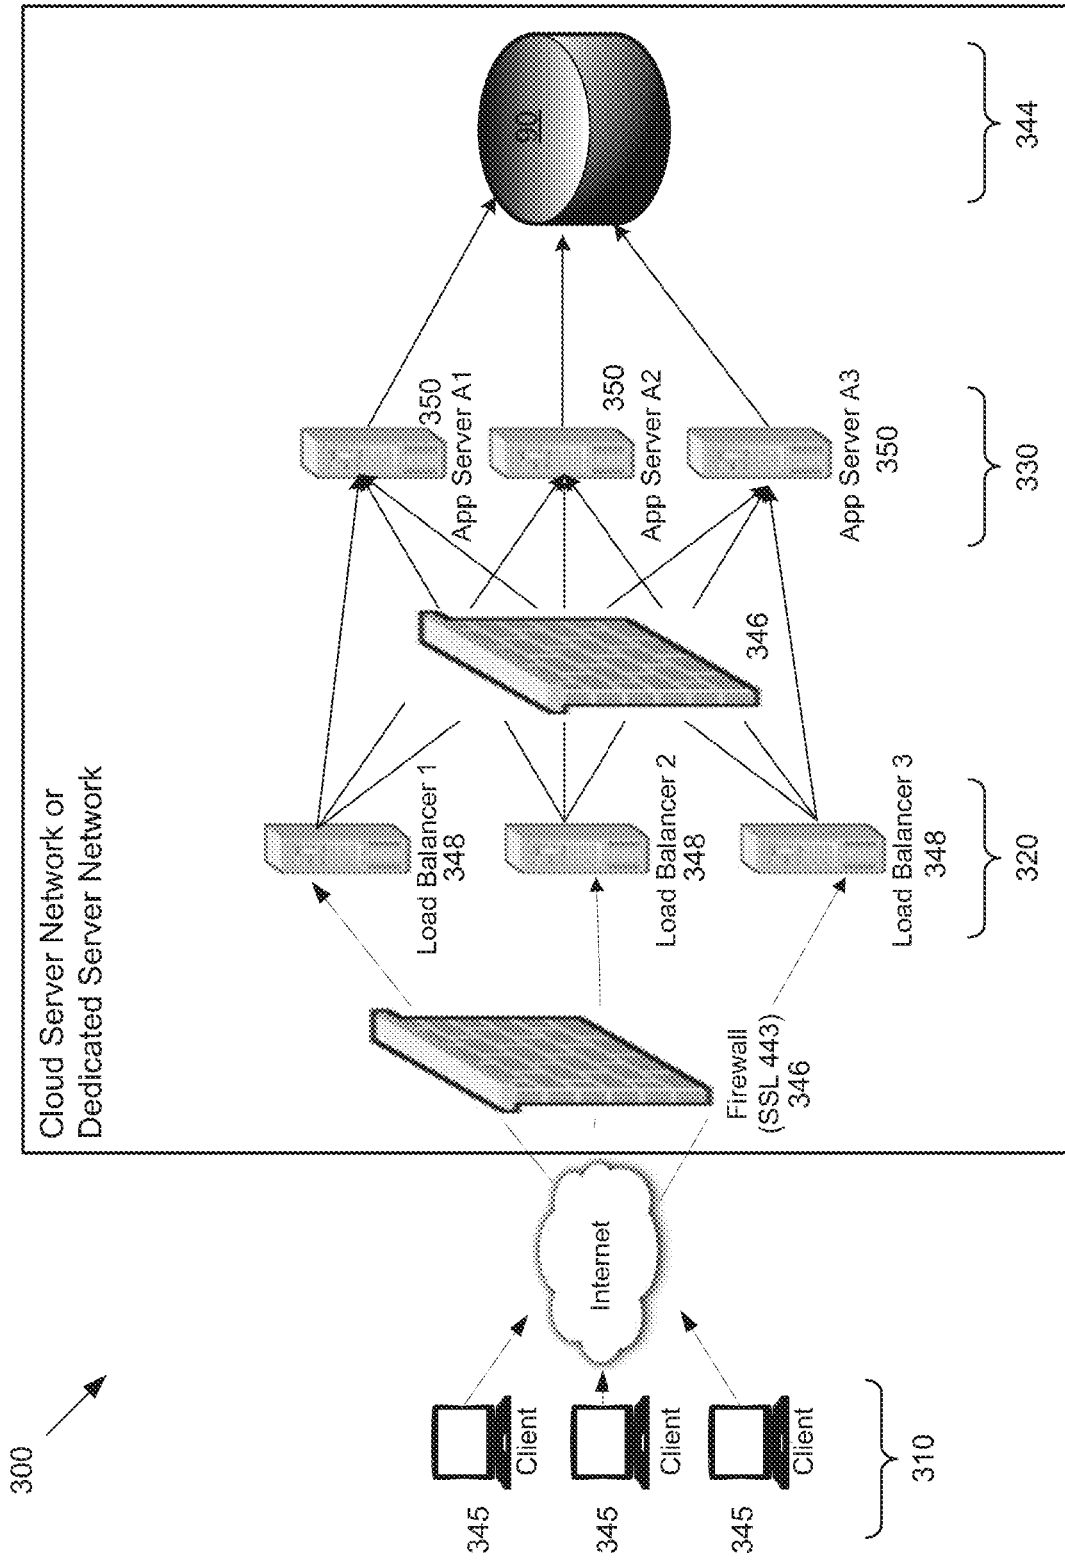 300
Cloud Server Network or
Dedicated Server Network
345
Client
345
Client
345
Client
310
Internet
Firewall
(SSL 443)
346
Load Balancer 1
348
Load Balancer 2
348
Load Balancer 3
348
320
346
350
App Server A1
350
App Server A2
App Server A3
350
330
90
344